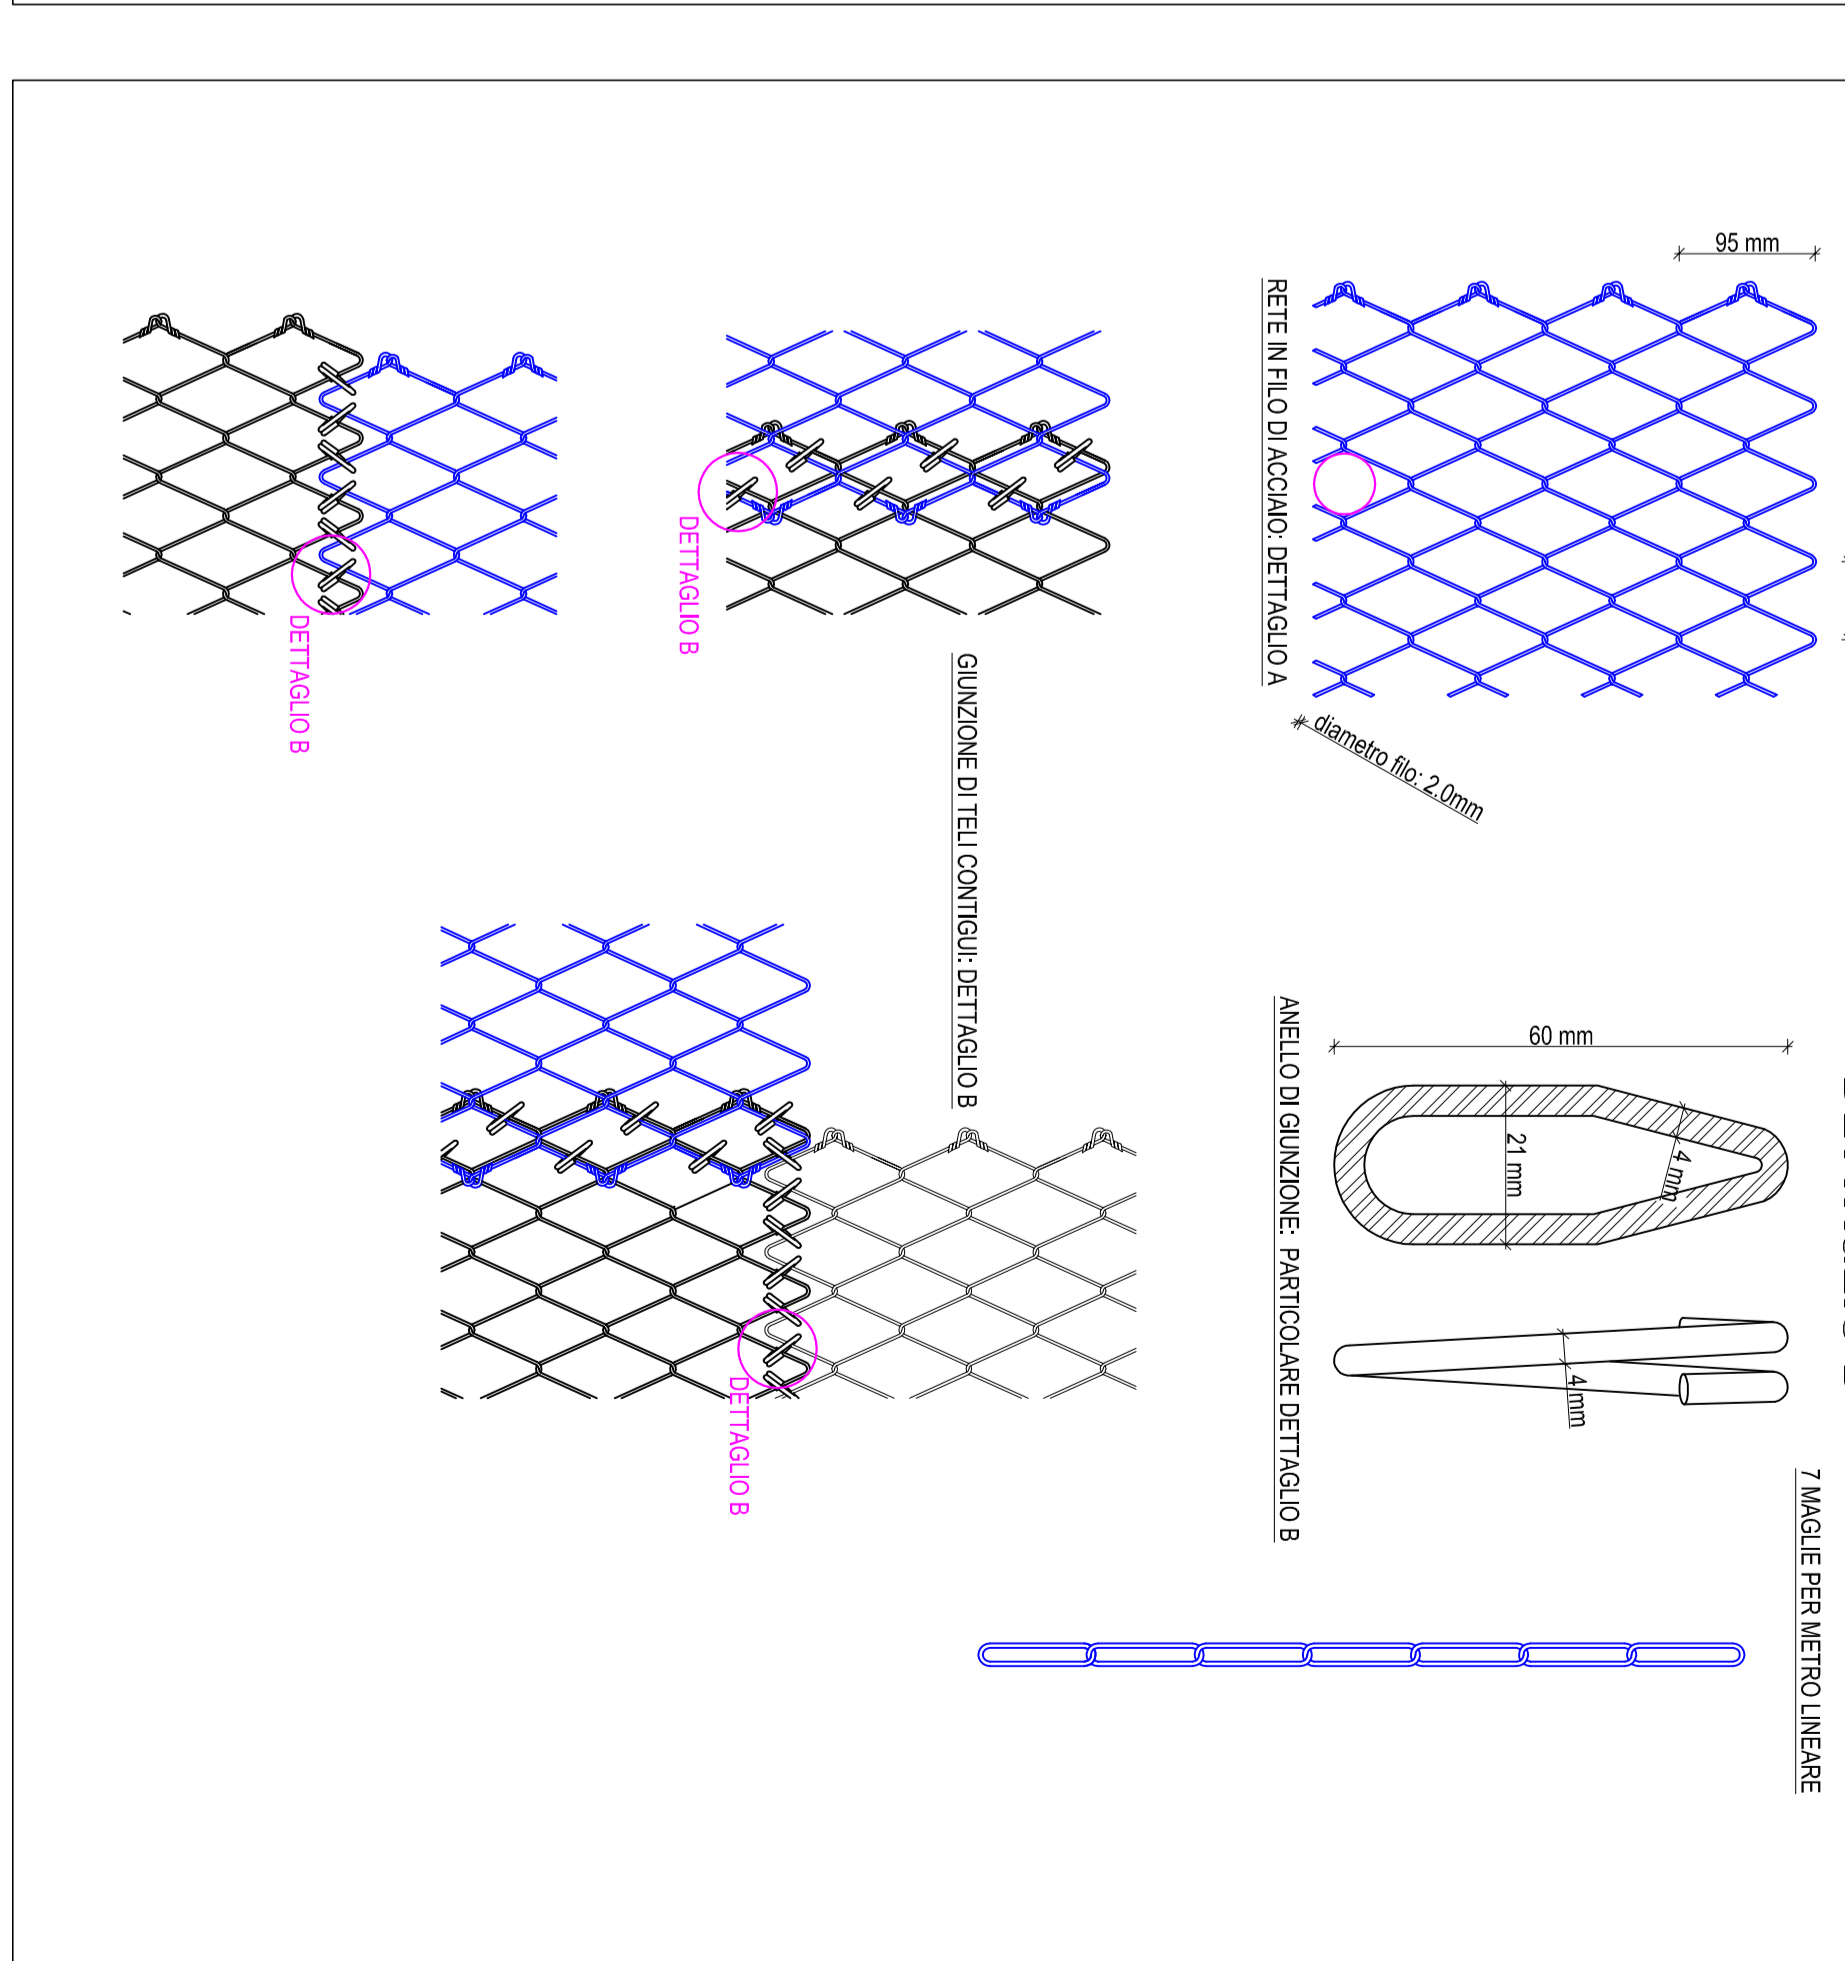 95 mm
RETE IN FILO DI ACCIAIO: DETTAGLIO A
diametro filo: 2.0mm
DETTAGLIO B
DETTAGLIO B
GIUNZIONE DI TELI CONTIGUI: DETTAGLIO B
DETTAGLIO B
60 mm
21 mm
4 mm
4 mm
ANELLO DI GIUNZIONE: PARTICOLARE DETTAGLIO B
7 MAGLIE PER METRO LINEARE